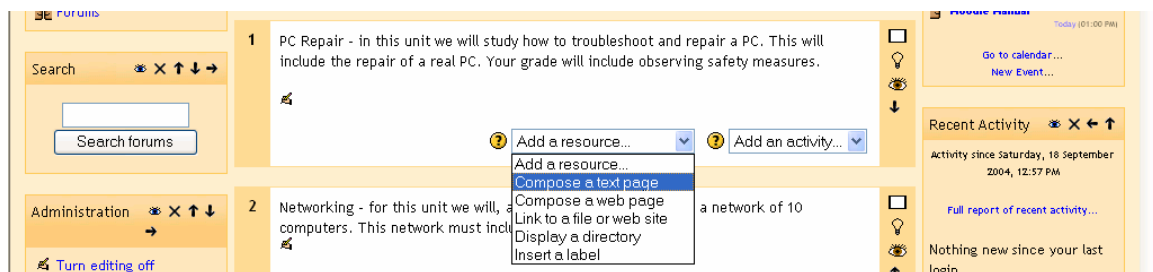 Forums
Search
Search forums
Administration
Turn editing off
1
PC Repair - in this unit we will study how to troubleshoot and repair a PC. This will
include the repair of a real PC. Your grade will include observing safety measures.
Add a resource...
Add an activity...
Add a resource...
Compose a text page
Compose a web page
Link to a file or web site
Display a directory
Insert a label
2
Networking - for this unit we will, a
a network of 10
computers. This network must incl
Moodle Manual
Today (01:00 PM)
Go to calendar...
New Event...
Recent Activity
Activity since Saturday, 18 September
2004, 12:57 PM
Full report of recent activity...
Nothing new since your last
login